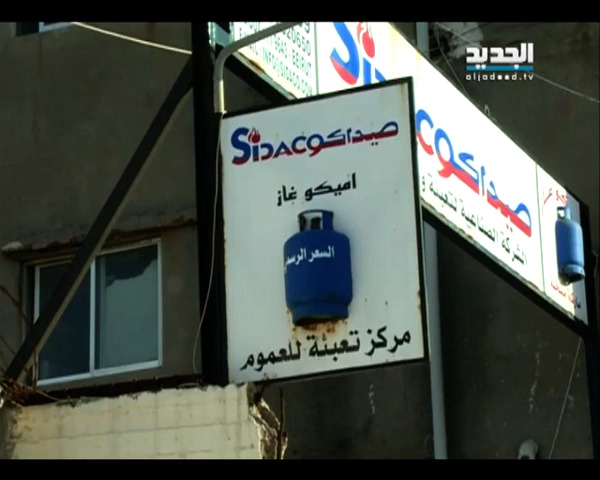 الجديد
aljadeed.tv
SIDACO صيداكو
اميكو غاز
السعر الرسمي
مركز تعبئة للعموم
صيداكو
الشركة الصناعية لتعبئة و